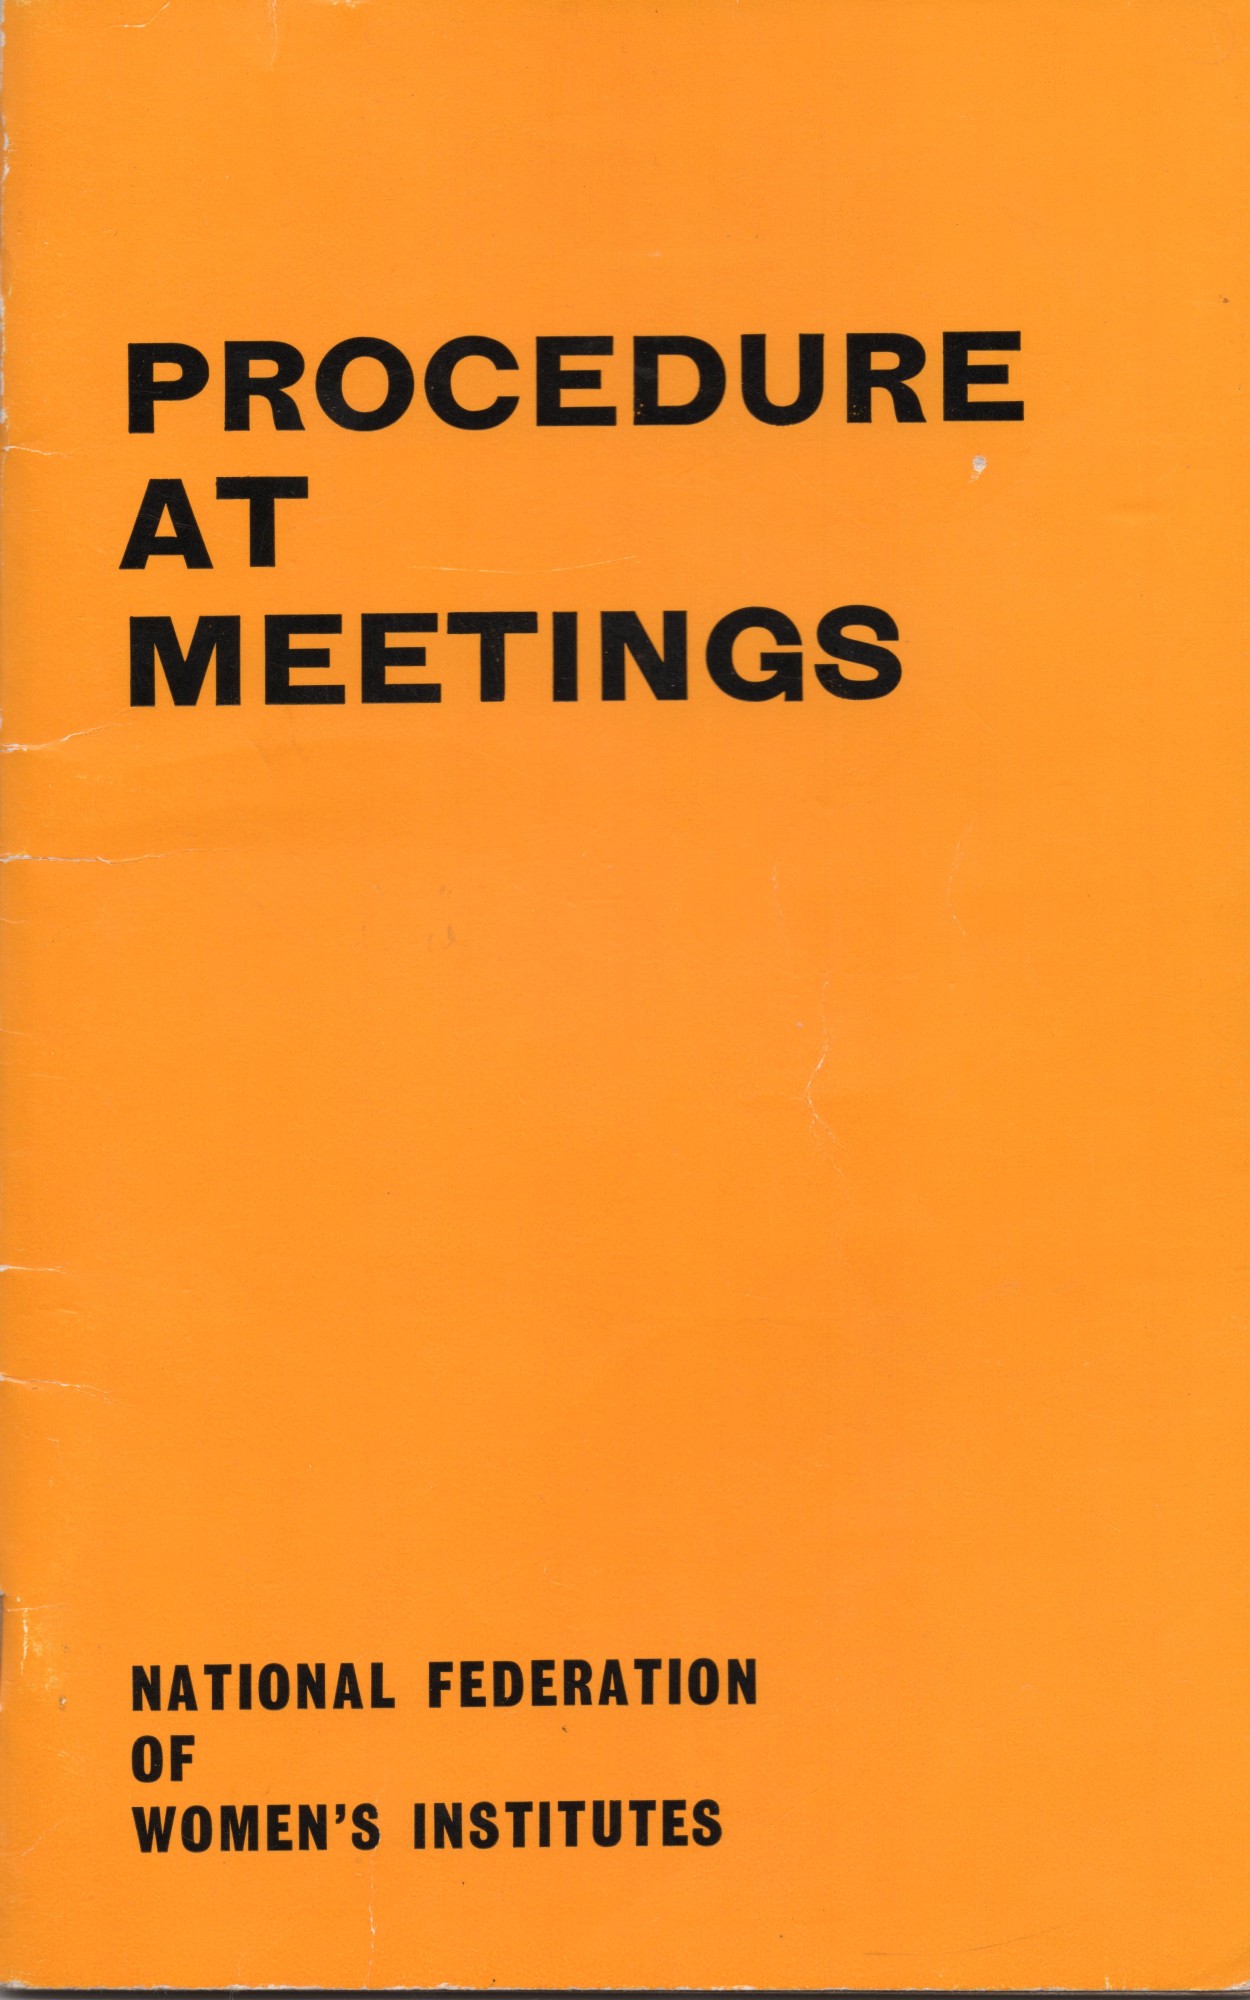 PROCEDURE
AT
MEETINGS
NATIONAL FEDERATION
OF
WOMEN'S INSTITUTES